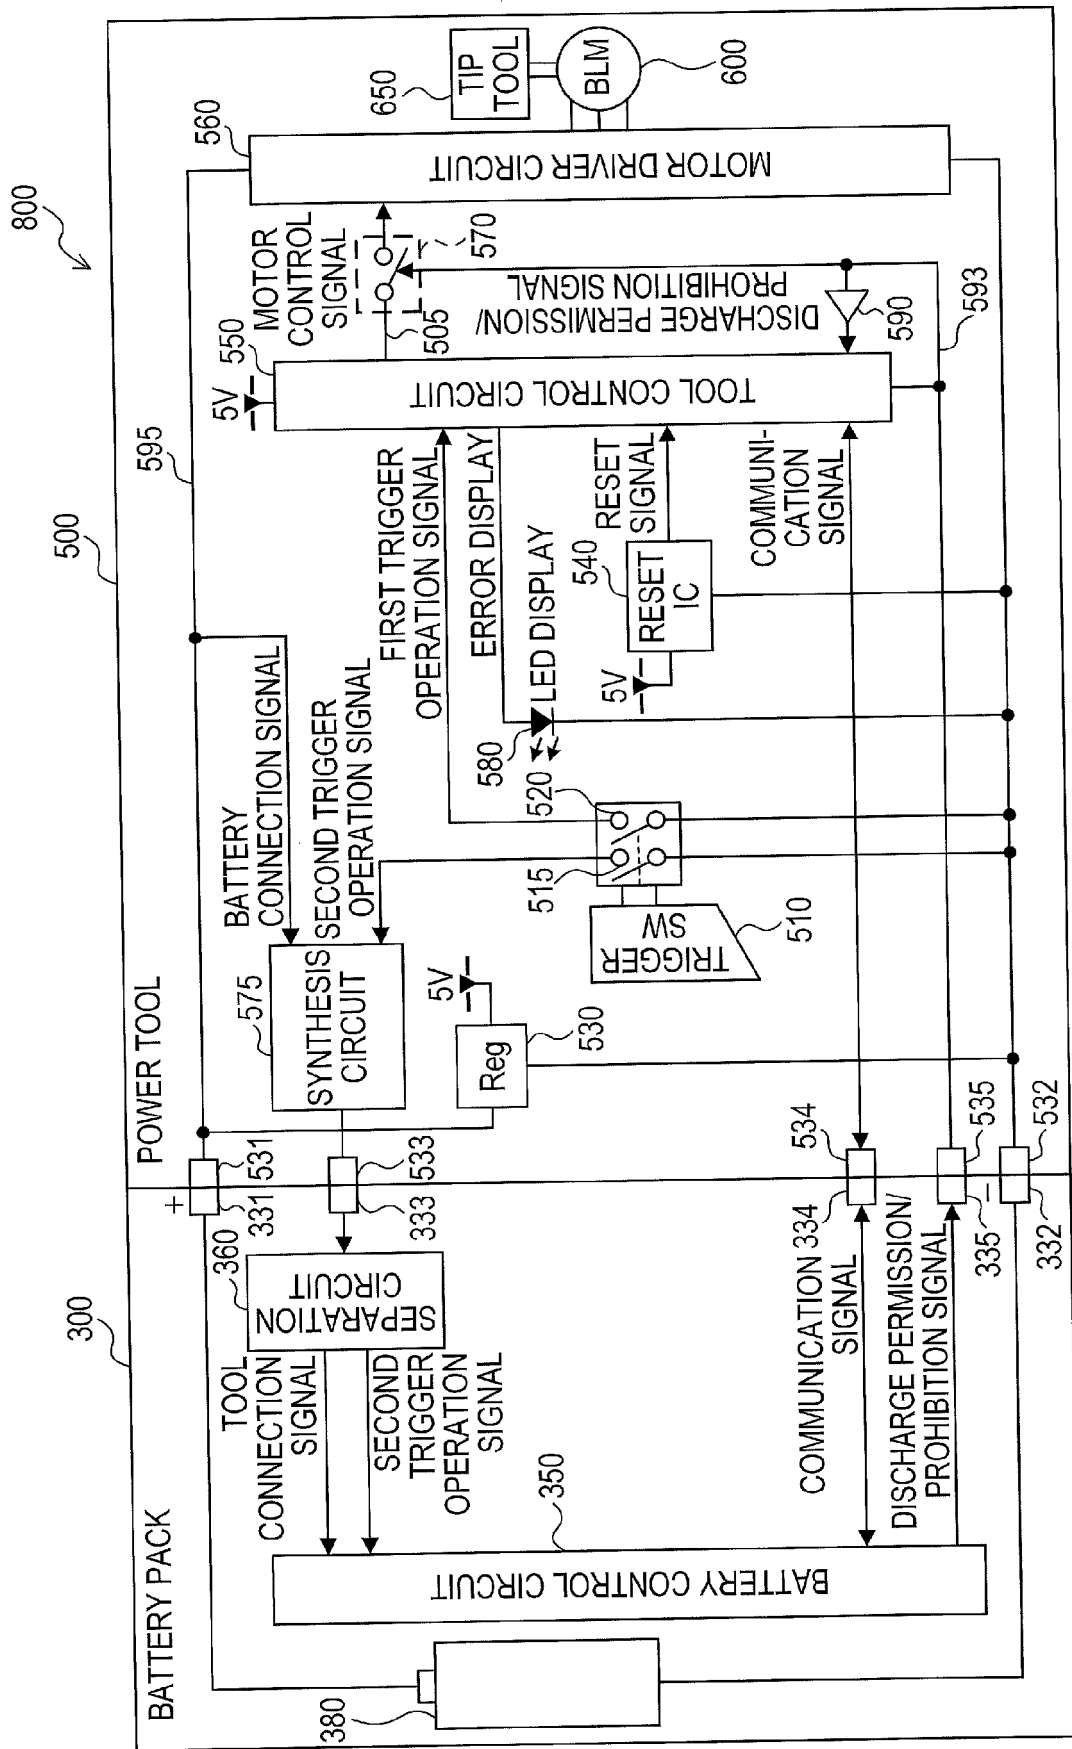 800
300
500
BATTERY PACK
POWER TOOL
380
BATTERY CONTROL CIRCUIT
350
TOOL
CONNECTION
SIGNAL
SECOND
TRIGGER
OPERATION
SIGNAL
360
SEPARATION
CIRCUIT
COMMUNICATION
SIGNAL
DISCHARGE PERMISSION/
PROHIBITION SIGNAL
+
331
531
333
533
334
534
335
535
-
332
532
575
SYNTHESIS
CIRCUIT
BATTERY
CONNECTION SIGNAL
SECOND TRIGGER
OPERATION SIGNAL
5V
Reg
530
TRIGGER
SW
510
515
520
FIRST TRIGGER
OPERATION SIGNAL
ERROR DISPLAY
580
LED DISPLAY
5V
540
RESET
IC
RESET
SIGNAL
COMMUNI-
CATION
SIGNAL
595
5V
550
TOOL CONTROL CIRCUIT
505
MOTOR
CONTROL
SIGNAL
570
DISCHARGE PERMISSION/
PROHIBITION SIGNAL
590
593
560
MOTOR DRIVER CIRCUIT
650
TIP
TOOL
BLM
600